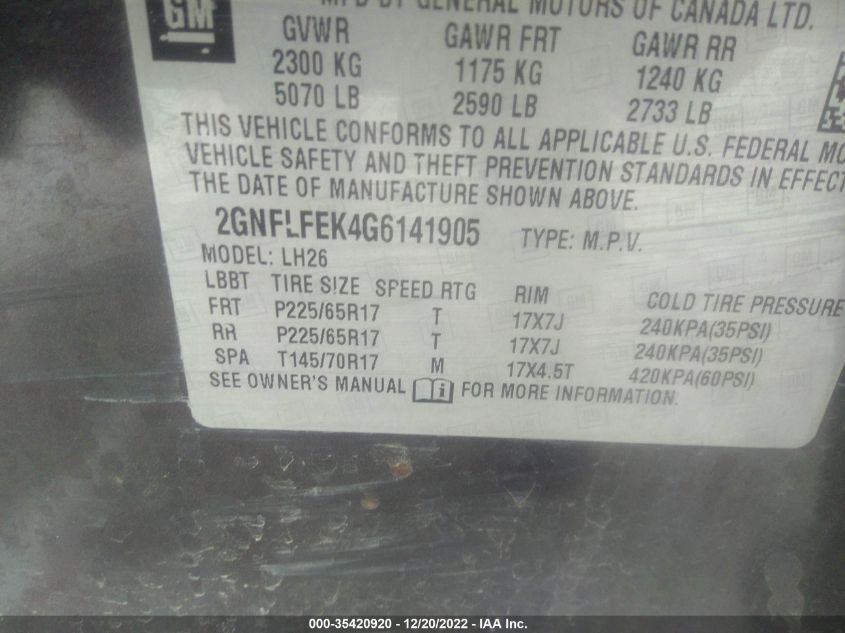 GM
MFD BY GENERAL MOTORS OF CANADA LTD.
GVWR GAWR FRT GAWR RR
2300 KG 1175 KG 1240 KG
5070 LB 2590 LB 2733 LB
THIS VEHICLE CONFORMS TO ALL APPLICABLE U.S. FEDERAL MO
VEHICLE SAFETY AND THEFT PREVENTION STANDARDS IN EFFECT
THE DATE OF MANUFACTURE SHOWN ABOVE.
2GNFLFEK4G6141905 TYPE: M.P.V.
MODEL: LH26
LBBT TIRE SIZE SPEED RTG RIM COLD TIRE PRESSURE
FRT P225/65R17 T 17X7J 240KPA(35PSI)
RR P225/65R17 T 17X7J 240KPA(35PSI)
SPA T145/70R17 M 17X4.5T 420KPA(60PSI)
SEE OWNER'S MANUAL i FOR MORE INFORMATION.
000-35420920 - 12/20/2022 - IAA Inc.